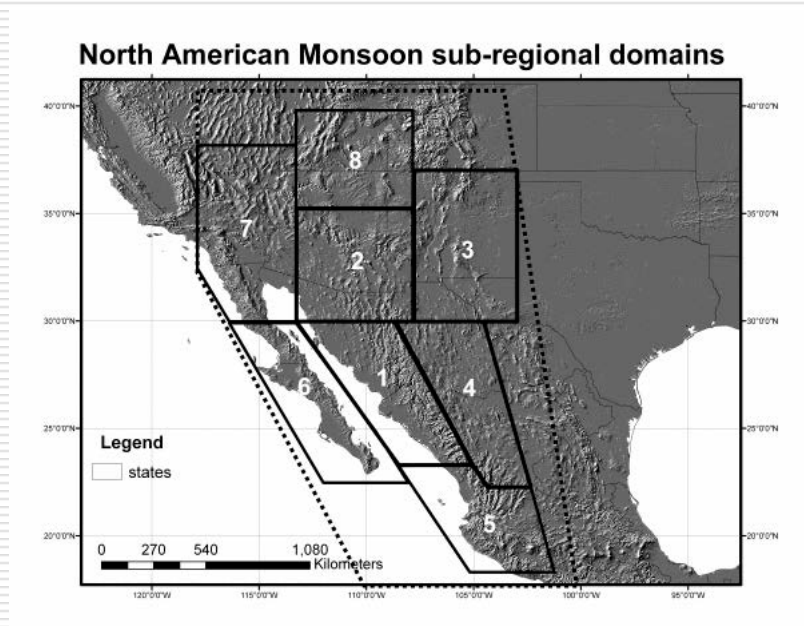 North American Monsoon sub-regional domains
40°0'0"N
40°0'0"N
8
35°0'0"N
35°0'0"N
7
2
3
30°0'0"N
30°0'0"N
6
1
4
25°0'0"N
25°0'0"N
Legend
states
5
20°0'0"N
20°0'0"N
0 270 540 1,080
Kilometers
120°0'0"W 115°0'0"W 110°0'0"W 105°0'0"W 100°0'0"W 95°0'0"W